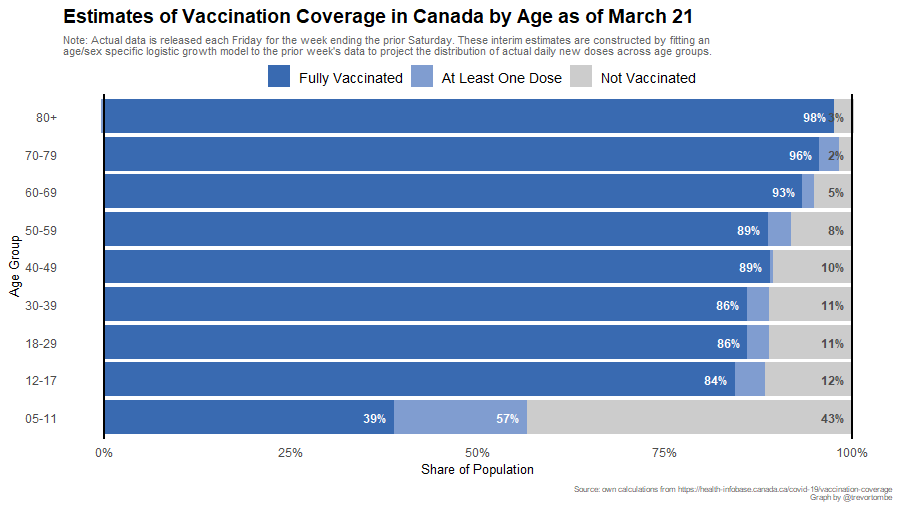 Estimates of Vaccination Coverage in Canada by Age as of March 21
Note: Actual data is released each Friday for the week ending the prior Saturday. These interim estimates are constructed by fitting an
age/sex specific logistic growth model to the prior week's data to project the distribution of actual daily new doses across age groups.
Fully Vaccinated At Least One Dose Not Vaccinated
80+ 98% 3%
70-79 96% 2%
60-69 93% 5%
50-59 89% 8%
40-49 89% 10%
30-39 86% 11%
18-29 86% 11%
12-17 84% 12%
05-11 39% 57% 43%
Age Group
0% 25% 50% 75% 100%
Share of Population
Source: own calculations from https://health-infobase.canada.ca/covid-19/vaccination-coverage
Graph by @trevortombe